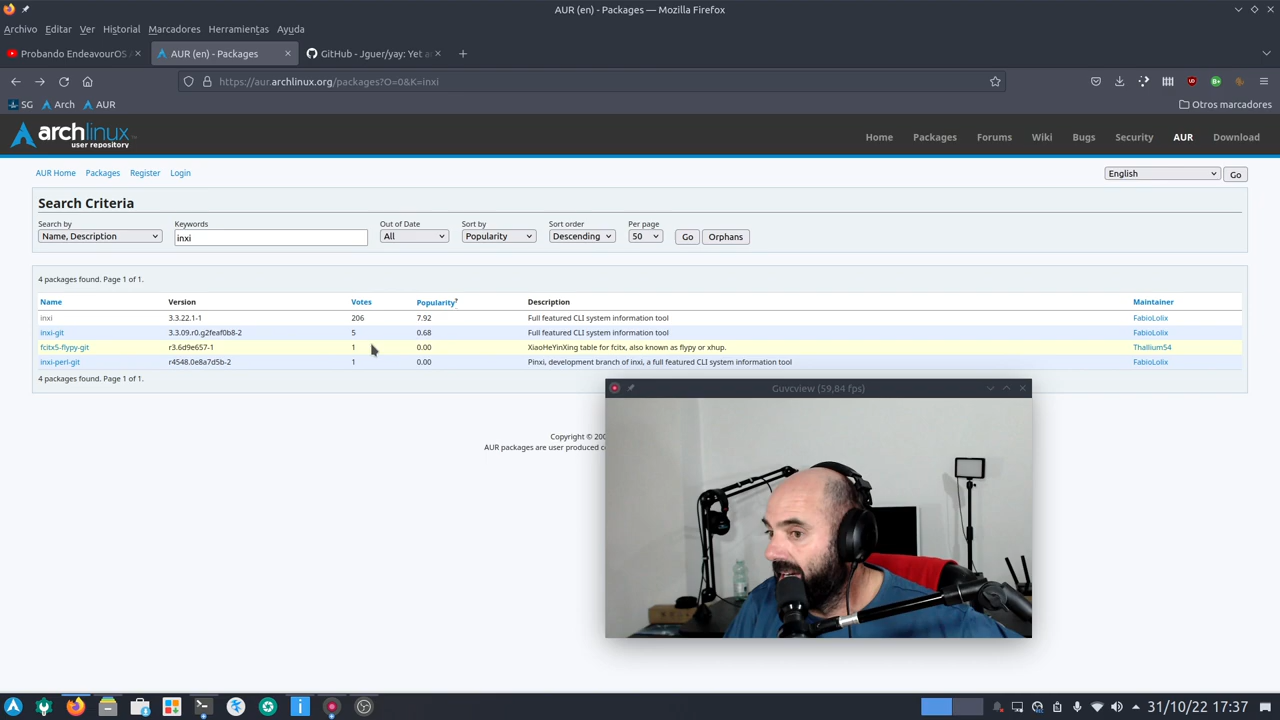 AUR (en) - Packages — Mozilla Firefox
Archivo Editar Ver Historial Marcadores Herramientas Ayuda
Probando EndeavourOS
AUR (en) - Packages
GitHub - Jguer/yay: Yet a
https://aur.archlinux.org/packages?O=0&K=inxi
SG Arch AUR
Otros marcadores
archlinux
user repository
Home Packages Forums Wiki Bugs Security AUR Download
AUR Home Packages Register Login
English Go
Search Criteria
Search by Keywords Out of Date Sort by Sort order Per page
Name, Description inxi All Popularity Descending 50 Go Orphans
4 packages found. Page 1 of 1.
Name Version Votes Popularity? Description Maintainer
inxi 3.3.22.1-1 206 7.92 Full featured CLI system information tool FabioLolix
inxi-git 3.3.09.r0.g2feaf0b8-2 5 0.68 Full featured CLI system information tool FabioLolix
fcitx5-flypy-git r3.6d9e657-1 1 0.00 XiaoHeYinXing table for fcitx, also known as flypy or xhup. Thallium54
inxi-perl-git r4548.0e8a7d5b-2 1 0.00 Pinxi, development branch of inxi, a full featured CLI system information tool FabioLolix
4 packages found. Page 1 of 1.
Guvcview (59,84 fps)
Copyright © 200
AUR packages are user produced c
31/10/22 17:37